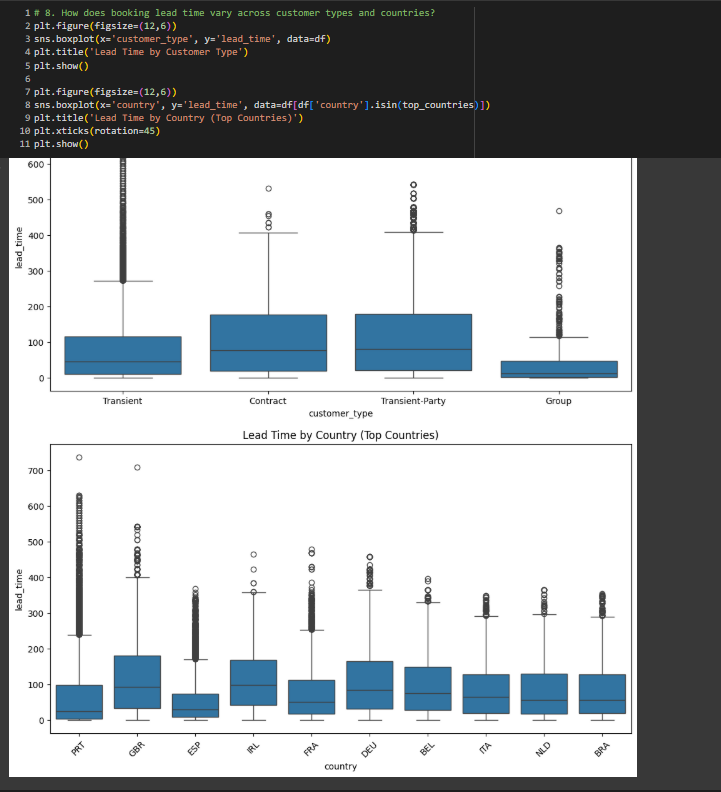 1 # 8. How does booking lead time vary across customer types and countries?
2 plt.figure(figsize=(12,6))
3 sns.boxplot(x='customer_type', y='lead_time', data=df)
4 plt.title('Lead Time by Customer Type')
5 plt.show()
6
7 plt.figure(figsize=(12,6))
8 sns.boxplot(x='country', y='lead_time', data=df[df['country'].isin(top_countries)])
9 plt.title('Lead Time by Country (Top Countries)')
10 plt.xticks(rotation=45)
11 plt.show()
600
500
400
300
200
100
0
lead_time
Transient Contract Transient-Party Group
customer_type
Lead Time by Country (Top Countries)
700
600
500
400
300
200
100
0
lead_time
PRT GBR ESP IRL FRA DEU BEL ITA NLD BRA
country